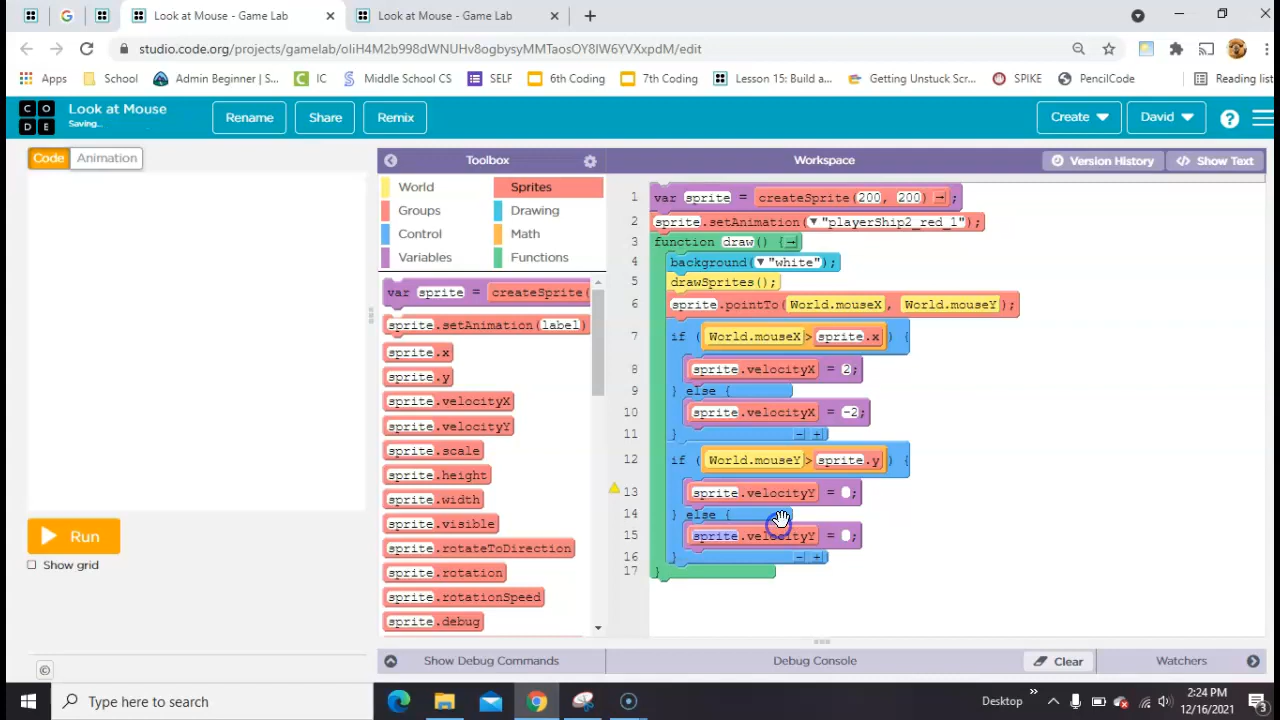 Look at Mouse - Game Lab
Look at Mouse - Game Lab
studio.code.org/projects/gamelab/oIiH4M2b998dWNUHv8ogbysyMMTaosOY8IW6YVXxpdM/edit
Apps School Admin Beginner | S... IC Middle School CS SELF 6th Coding 7th Coding Lesson 15: Build a... Getting Unstuck Scr... SPIKE PencilCode Reading list
C O D E
Look at Mouse
Saving...
Rename Share Remix Create David ?
Code Animation Toolbox Workspace Version History </> Show Text
World Sprites
Groups Drawing
Control Math
Variables Functions
var sprite = createSprite(
sprite.setAnimation(label)
sprite.x
sprite.y
sprite.velocityX
sprite.velocityY
sprite.scale
sprite.height
sprite.width
sprite.visible
sprite.rotateToDirection
sprite.rotation
sprite.rotationSpeed
sprite.debug
1 var sprite = createSprite(200, 200);
2 sprite.setAnimation("playerShip2_red_1");
3 function draw() {
4 background("white");
5 drawSprites();
6 sprite.pointTo(World.mouseX, World.mouseY);
7 if (World.mouseX>sprite.x) {
8 sprite.velocityX = 2;
9 } else {
10 sprite.velocityX = -2;
11 } - +
12 if (World.mouseY>sprite.y) {
13 sprite.velocityY = ;
14 } else {
15 sprite.velocityY = ;
16 } - +
17 }
Run
Show grid
©
Show Debug Commands Debug Console Clear Watchers
Type here to search
Desktop
2:24 PM
12/16/2021
3